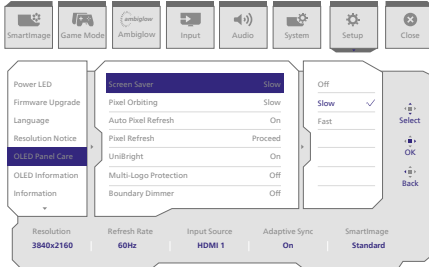 SmartImage Game Mode Ambiglow Input Audio System Setup Close
ambiglow
Power LED
Firmware Upgrade
Language
Resolution Notice
OLED Panel Care
OLED Information
Information
Screen Saver Slow
Pixel Orbiting Slow
Auto Pixel Refresh On
Pixel Refresh Proceed
UniBright On
Multi-Logo Protection Off
Boundary Dimmer Off
Off
Slow
Fast
Select
OK
Back
Resolution Refresh Rate Input Source Adaptive Sync SmartImage
3840x2160 60Hz HDMI 1 On Standard